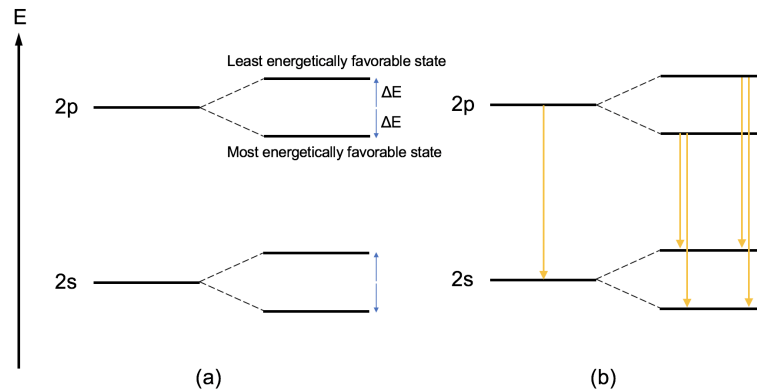 E
Least energetically favorable state
2p
ΔE
ΔE
Most energetically favorable state
2s
(a)
2p
2s
(b)